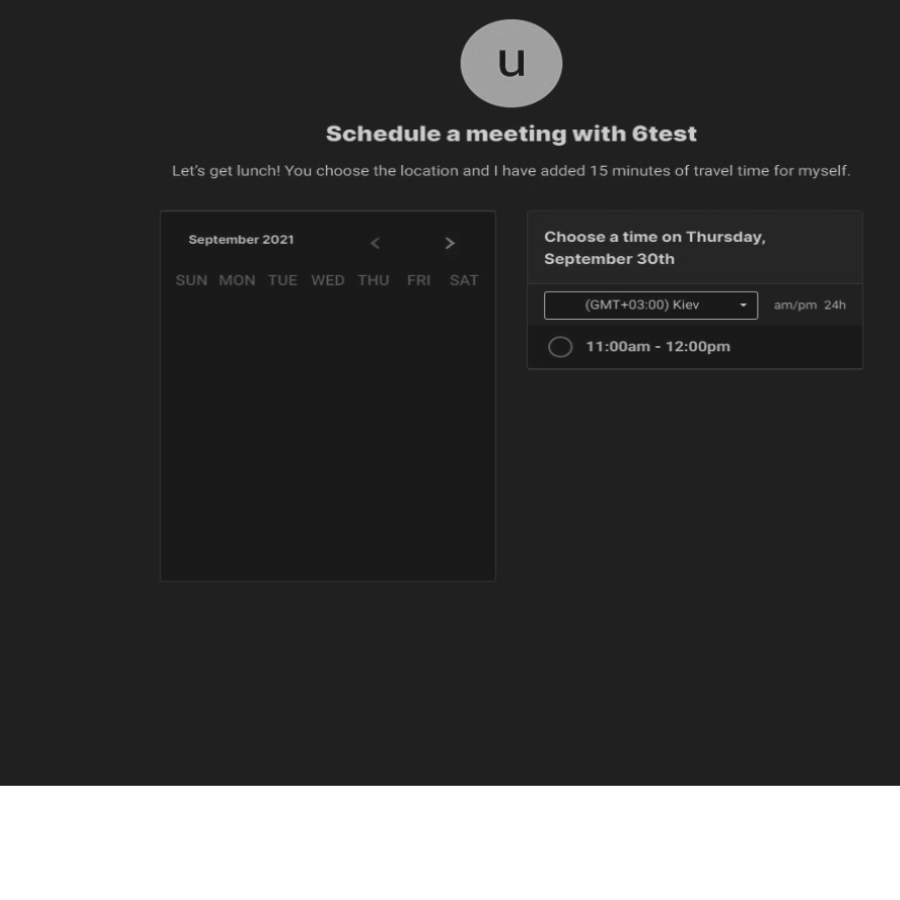 u
Schedule a meeting with 6test
Let's get lunch! You choose the location and I have added 15 minutes of travel time for myself.
September 2021 < >
SUN MON TUE WED THU FRI SAT
Choose a time on Thursday,
September 30th
(GMT+03:00) Kiev am/pm 24h
11:00am - 12:00pm